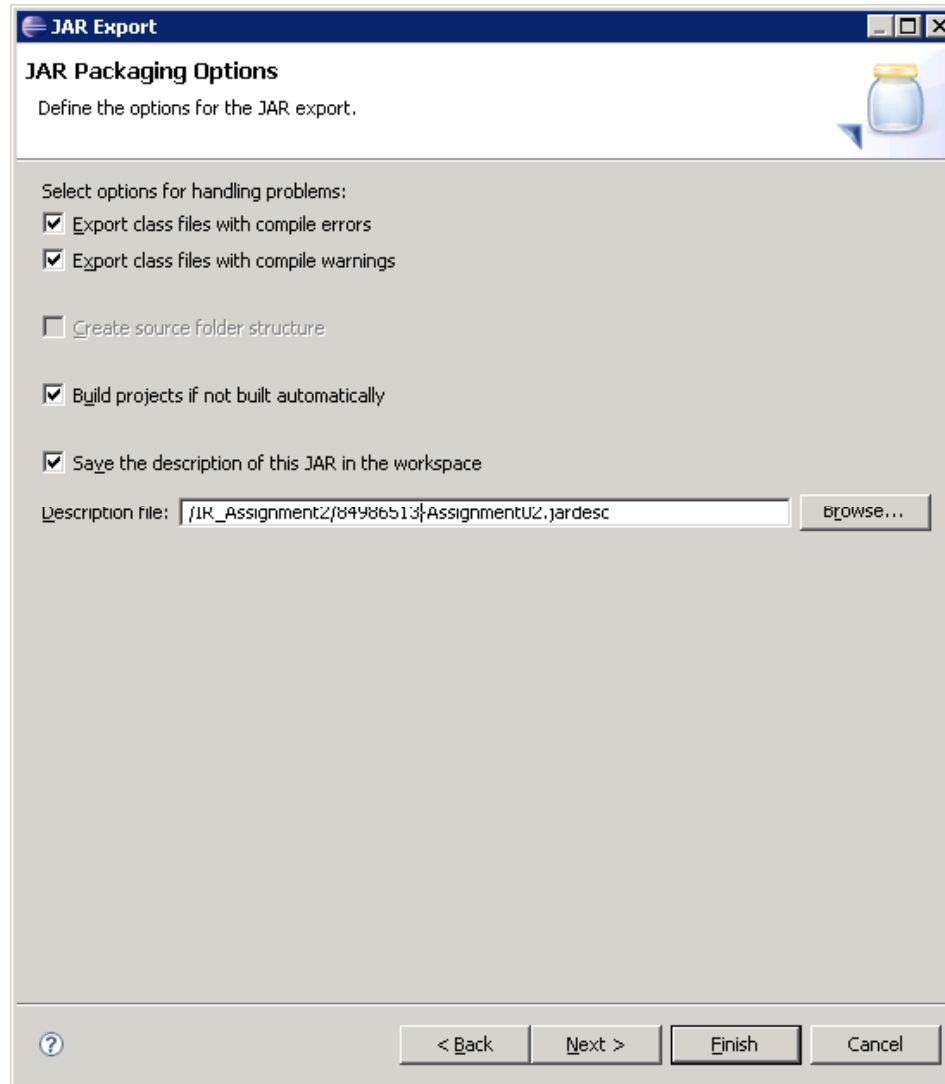 JAR Export
JAR Packaging Options
Define the options for the JAR export.
Select options for handling problems:
Export class files with compile errors
Export class files with compile warnings
Create source folder structure
Build projects if not built automatically
Save the description of this JAR in the workspace
Description file: /IR_Assignment2/84986513-Assignment02.jardesc Browse...
< Back Next > Finish Cancel